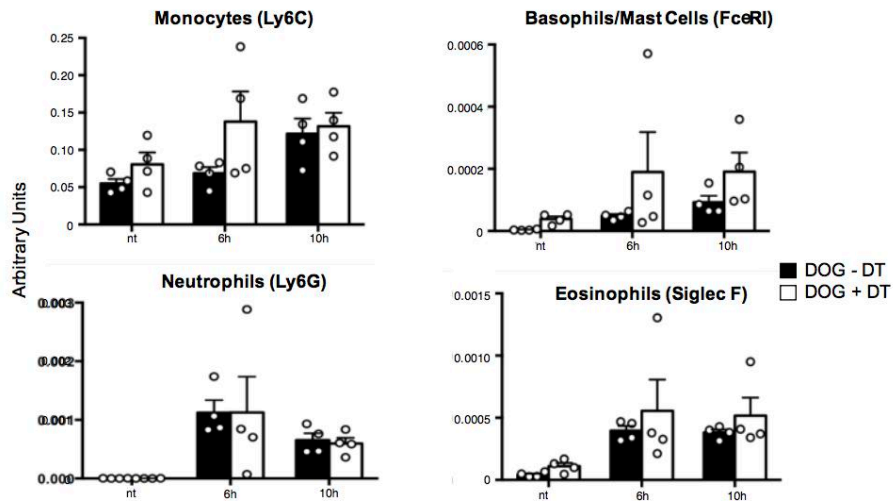 Monocytes (Ly6C)
0.25
0.20
0.15
0.10
0.05
0
nt
6h
10h
Basophils/Mast Cells (FceRI)
0.0006
0.0004
0.0002
0
nt
6h
10h
Arbitrary Units
Neutrophils (Ly6G)
0.003
0.002
0.001
0.000
nt
6h
10h
Eosinophils (Siglec F)
0.0015
0.0010
0.0005
0
nt
6h
10h
DOG - DT
DOG + DT